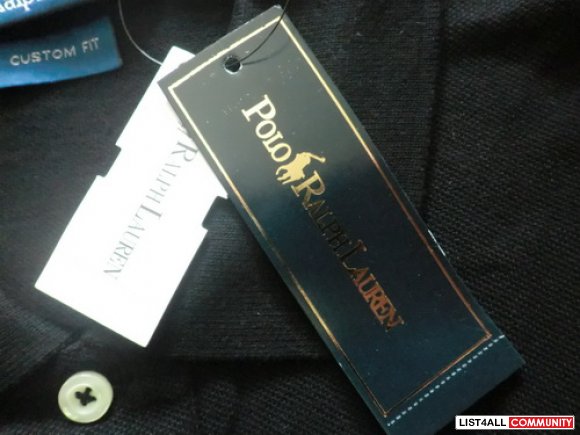 CUSTOM FIT
RALPH LAUREN
POLO RALPH LAUREN
LIST4ALL COMMUNITY